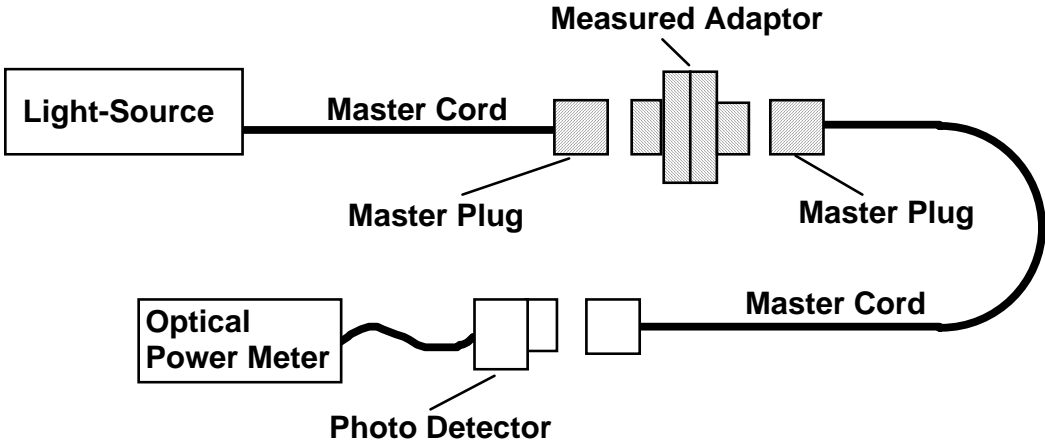 Measured Adaptor
Light-Source
Master Cord
Master Plug
Master Plug
Master Cord
Optical
Power Meter
Photo Detector